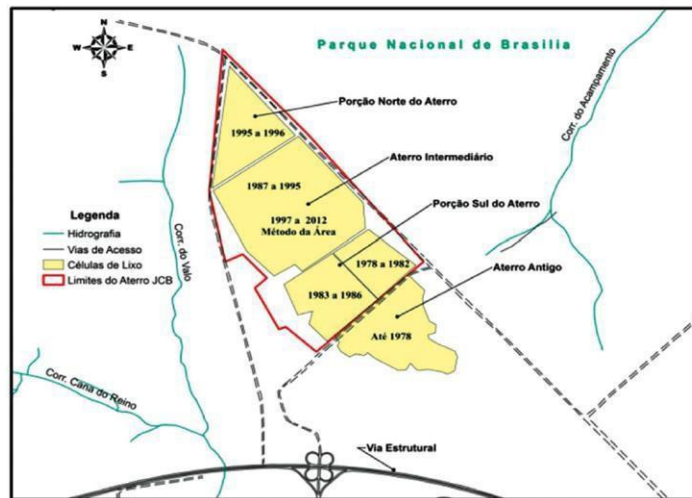 N
W E
S
Parque Nacional de Brasilia
Corr. do Acampamento
Porção Norte do Aterro
1995 a 1996
Aterro Intermediário
1987 a 1995
Porção Sul do Aterro
1997 a 2012
Método da Área
Legenda
Hidrografia
Vias de Acesso
Células de Lixo
Limites do Aterro JCB
Corr. do Valo
1978 a 1982
Aterro Antigo
1983 a 1986
Até 1978
Corr. Cana do Reino
Via Estrutural